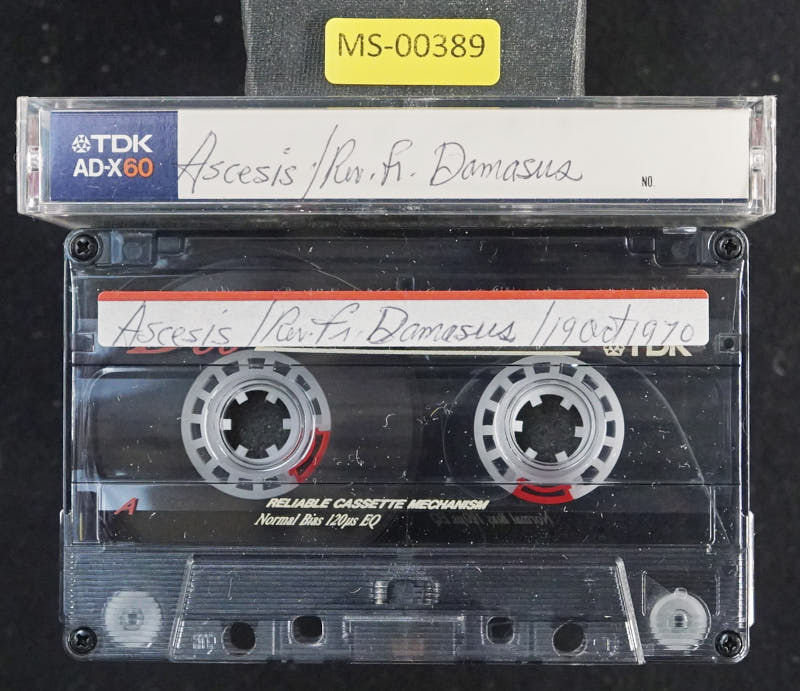 MS-00389
TDK
AD-X60
Ascesis / Rev. Fr. Damasus
NO.
Ascesis / Rev. Fr. Damasus / 19 Oct 1970
TDK
A
RELIABLE CASSETTE MECHANISM
Normal Bias 120µs EQ